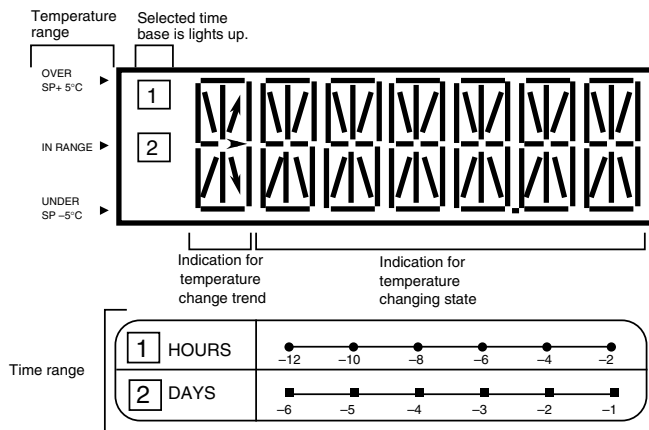 Temperature
range
Selected time
base is lights up.
OVER
SP+ 5°C
1
2
IN RANGE
UNDER
SP –5°C
Indication for
temperature
change trend
Indication for
temperature
changing state
Time range
1 HOURS
–12 –10 –8 –6 –4 –2
2 DAYS
–6 –5 –4 –3 –2 –1